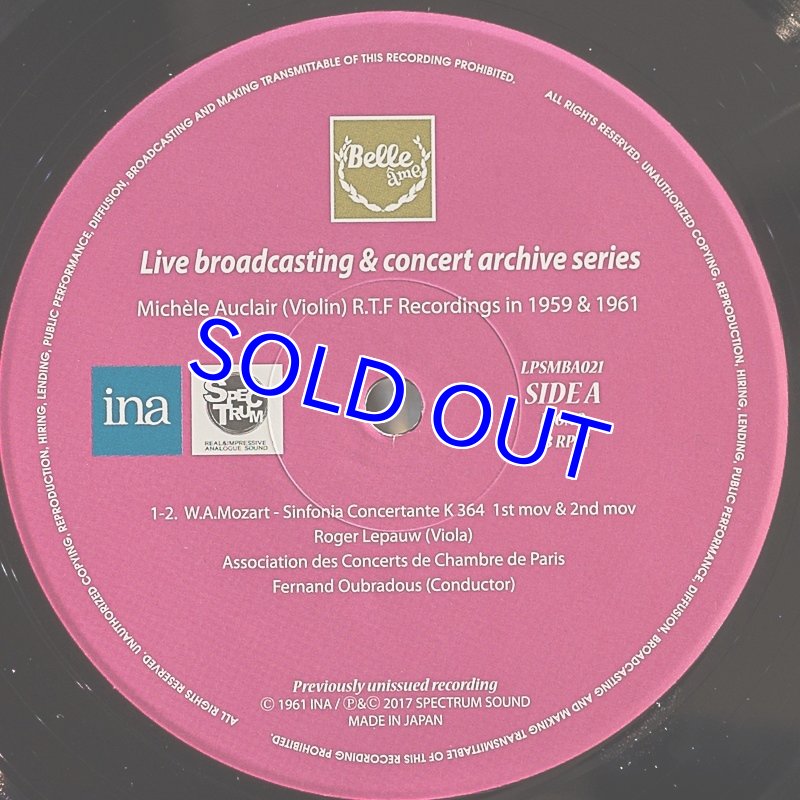 ALL RIGHTS RESERVED. UNAUTHORIZED COPYING, REPRODUCTION, HIRING, LENDING, PUBLIC PERFORMANCE, DIFFUSION, BROADCASTING AND MAKING TRANSMITTABLE OF THIS RECORDING PROHIBITED.
ALL RIGHTS RESERVED. UNAUTHORIZED COPYING, REPRODUCTION, HIRING, LENDING, PUBLIC PERFORMANCE, DIFFUSION, BROADCASTING AND MAKING TRANSMITTABLE OF THIS RECORDING PROHIBITED.
Belle
âme
Live broadcasting & concert archive series
Michèle Auclair (Violin) R.T.F Recordings in 1959 & 1961
SOLD OUT
ina
SPEC
TRUM
REAL&IMPRESSIVE
ANALOGUE SOUND
LPSMBA021
SIDE A
1-2. W.A.Mozart - Sinfonia Concertante K 364 1st mov & 2nd mov
Roger Lepauw (Viola)
Association des Concerts de Chambre de Paris
Fernand Oubradous (Conductor)
Previously unissued recording
© 1961 INA / ℗&© 2017 SPECTRUM SOUND
MADE IN JAPAN